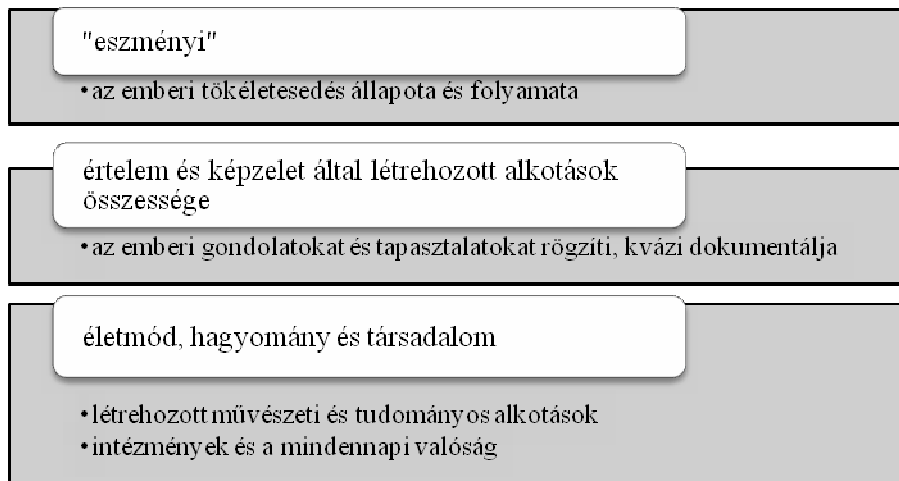 "eszményi"
•az emberi tökéletesedés állapota és folyamata
értelem és képzelet által létrehozott alkotások
összessége
•az emberi gondolatokat és tapasztalatokat rögzíti, kvázi dokumentálja
életmód, hagyomány és társadalom
•létrehozott művészeti és tudományos alkotások
•intézmények és a mindennapi valóság